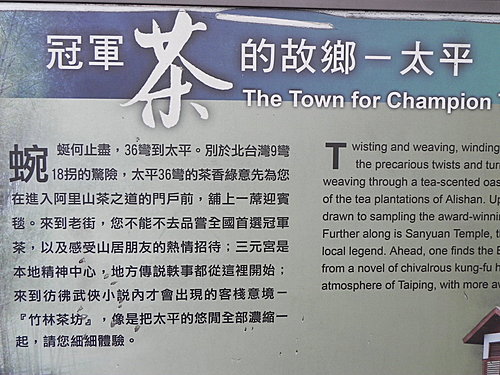 冠軍茶的故鄉－太平
The Town for Champion
蜿蜒何止盡，36彎到太平。別於北台灣9彎
18拐的驚險，太平36彎的茶香綠意先為您
在進入阿里山茶之道的門戶前，舖上一蓆迎賓
毯。來到老街，您不能不去品嘗全國首選冠軍
茶，以及感受山居朋友的熱情招待；三元宮是
本地精神中心，地方傳說軼事都從這裡開始；
來到彷彿武俠小說內才會出現的客棧意境－
『竹林茶坊』，像是把太平的悠閒全部濃縮一
起，請您細細體驗。
Twisting and weaving, winding
the precarious twists and tur
weaving through a tea-scented oas
of the tea plantations of Alishan. Up
drawn to sampling the award-winni
Further along is Sanyuan Temple, t
local legend. Ahead, one finds the B
from a novel of chivalrous kung-fu h
atmosphere of Taiping, with more av